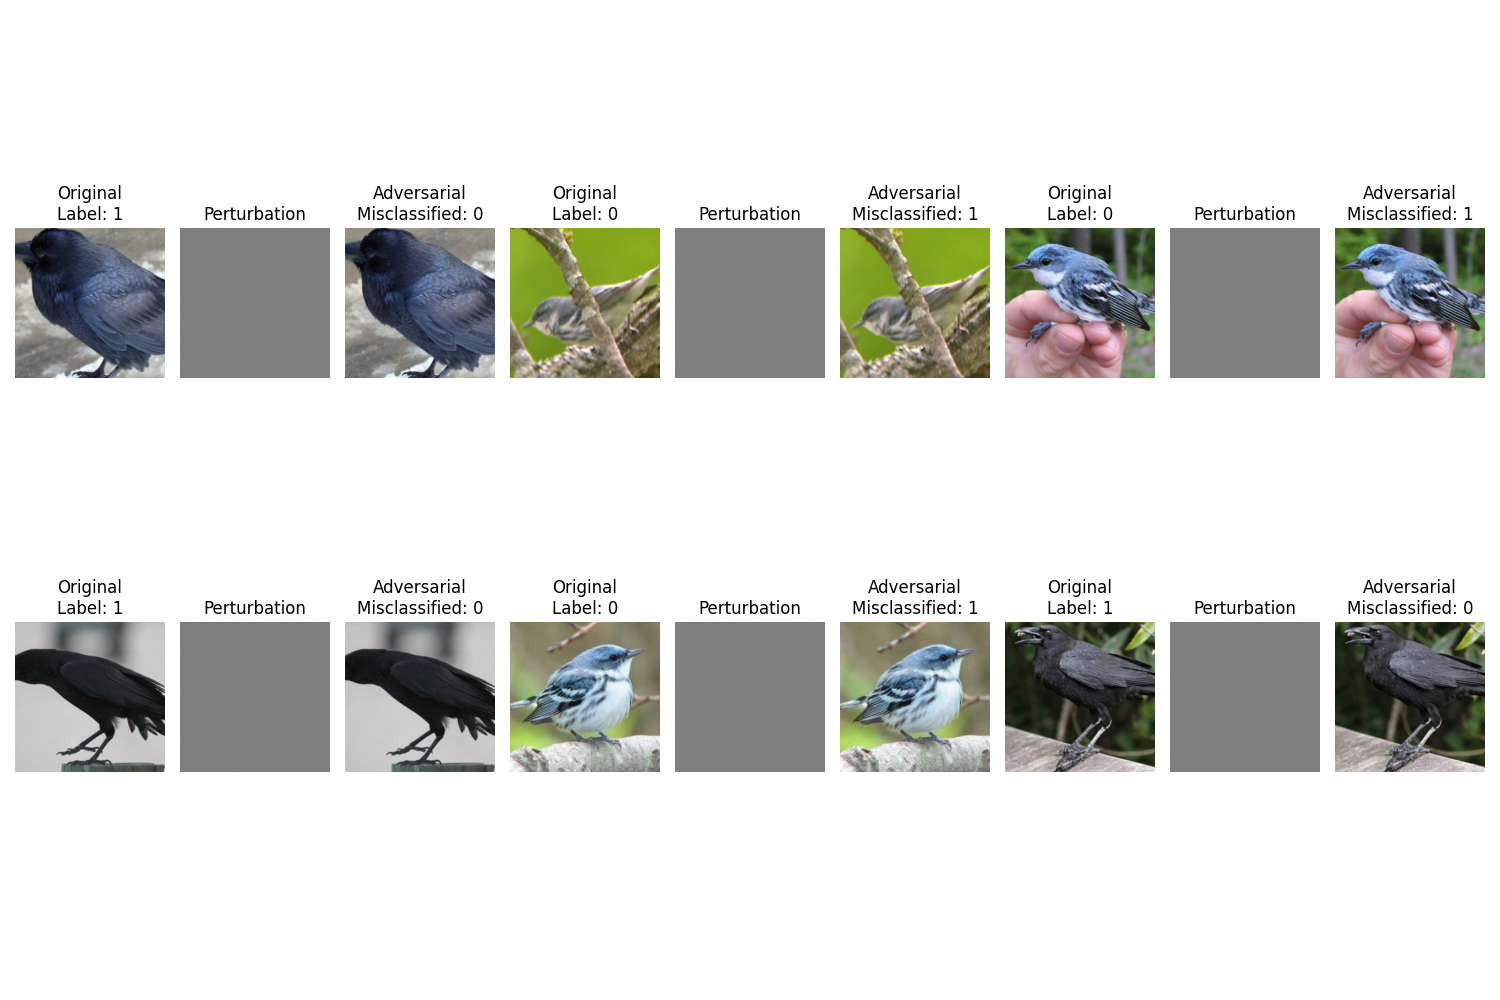 Original
Label: 1
Perturbation
Adversarial
Misclassified: 0
Original
Label: 0
Perturbation
Adversarial
Misclassified: 1
Original
Label: 0
Perturbation
Adversarial
Misclassified: 1
Original
Label: 1
Perturbation
Adversarial
Misclassified: 0
Original
Label: 0
Perturbation
Adversarial
Misclassified: 1
Original
Label: 1
Perturbation
Adversarial
Misclassified: 0